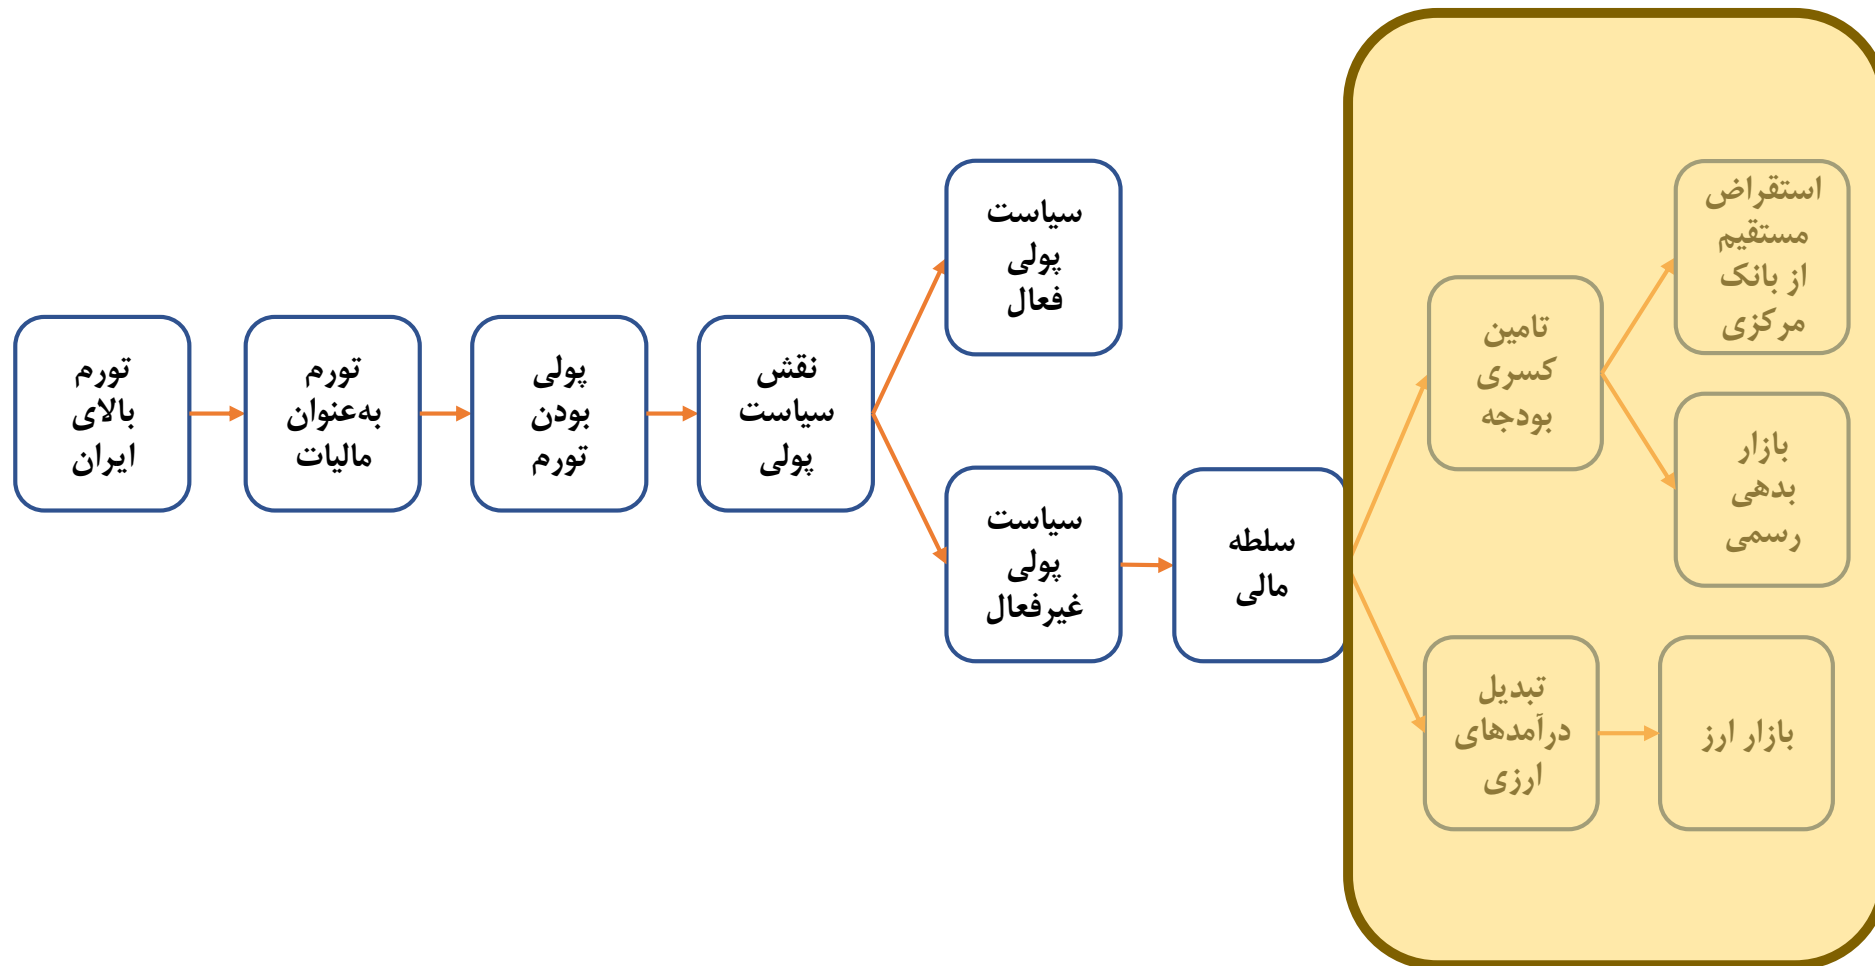 تورم
بالای
ایران
تورم
به‌عنوان
مالیات
پولی
بودن
تورم
نقش
سیاست
پولی
سیاست
پولی
فعال
سیاست
پولی
غیرفعال
سلطه
مالی
تامین
کسری
بودجه
استقراض
مستقیم
از بانک
مرکزی
بازار
بدهی
رسمی
تبدیل
درآمدهای
ارزی
بازار ارز